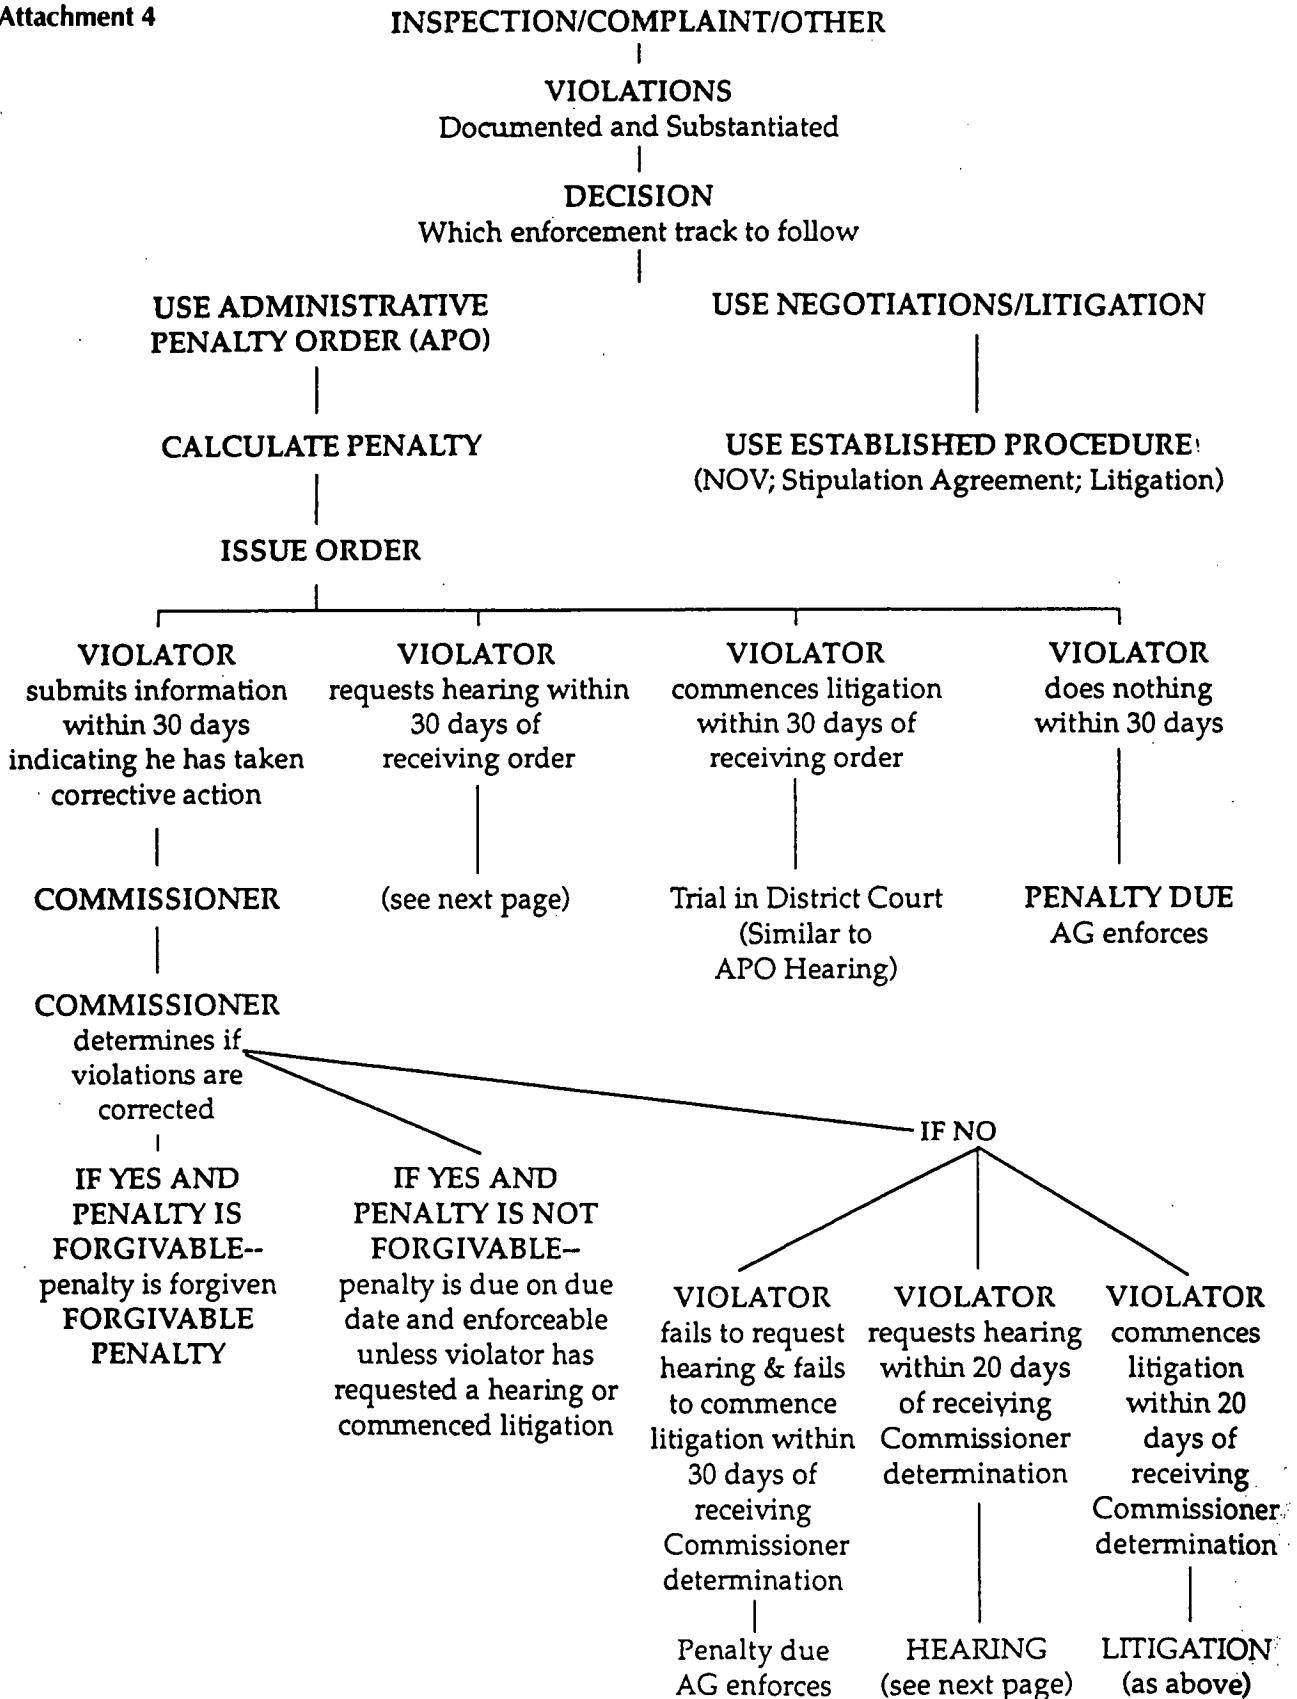 Attachment 4
INSPECTION/COMPLAINT/OTHER
VIOLATIONS
Documented and Substantiated
DECISION
Which enforcement track to follow
USE ADMINISTRATIVE
PENALTY ORDER (APO)
USE NEGOTIATIONS/LITIGATION
CALCULATE PENALTY
USE ESTABLISHED PROCEDURE
(NOV; Stipulation Agreement; Litigation)
ISSUE ORDER
VIOLATOR
submits information
within 30 days
indicating he has taken
corrective action
VIOLATOR
requests hearing within
30 days of
receiving order
VIOLATOR
commences litigation
within 30 days of
receiving order
VIOLATOR
does nothing
within 30 days
COMMISSIONER
(see next page)
Trial in District Court
(Similar to
APO Hearing)
PENALTY DUE
AG enforces
COMMISSIONER
determines if
violations are
corrected
IF NO
IF YES AND
PENALTY IS
FORGIVABLE--
penalty is forgiven
FORGIVABLE
PENALTY
IF YES AND
PENALTY IS NOT
FORGIVABLE–
penalty is due on due
date and enforceable
unless violator has
requested a hearing or
commenced litigation
VIOLATOR
fails to request
hearing & fails
to commence
litigation within
30 days of
receiving
Commissioner
determination
VIOLATOR
requests hearing
within 20 days
of receiving
Commissioner
determination
VIOLATOR
commences
litigation
within 20
days of
receiving
Commissioner
determination
Penalty due
AG enforces
HEARING
(see next page)
LITIGATION
(as above)